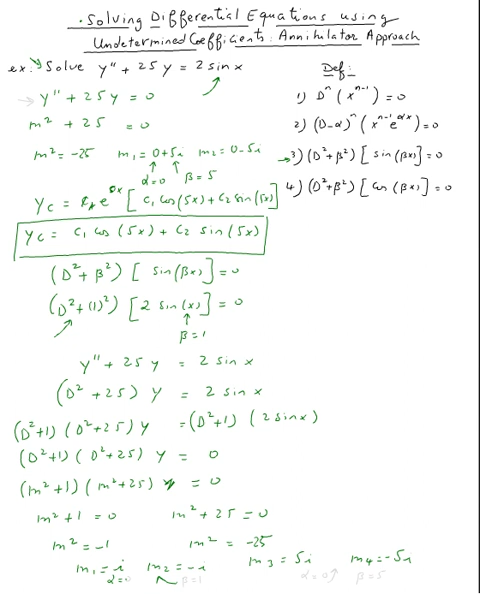 . Solving Differential Equations using
Undetermined Coefficients: Annihilator Approach
ex: Solve y'' + 25y = 2 sin x
→ y'' + 25y = 0
m² + 25 = 0
m² = -25 m₁ = 0+5i m₂ = 0-5i
α=0 β=5
Yc = e^0x [ c₁ cos(5x) + c₂ sin(5x)]
Yc = c₁ cos (5x) + c₂ sin (5x)
(D² + β²) [ sin(βx)] = 0
(D² + (1)²) [2 sin (x)] = 0
β=1
y'' + 25y = 2 sin x
(D² + 25) y = 2 sin x
(D²+1) (D²+25) y = (D²+1) (2 sinx)
(D²+1) (D²+25) y = 0
(m²+1) (m²+25) = 0
m² + 1 = 0 m² + 25 = 0
m² = -1 m² = -25
m₁ = i m₂ = -i m₃ = 5i m₄ = -5i
α=0 β=1 α=0 β=5
Def:
1) Dⁿ (xⁿ⁻¹) = 0
2) (D-α)ⁿ (xⁿ⁻¹e^αx) = 0
→3) (D²+β²) [ sin(βx)] = 0
4) (D²+β²) [ Cos (βx)] = 0